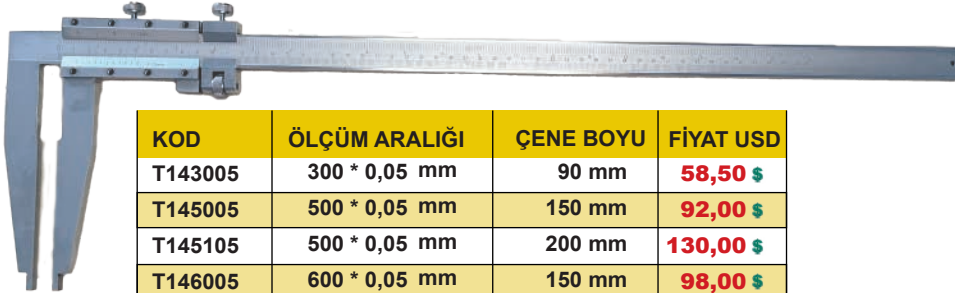 KOD ÖLÇÜM ARALIĞI ÇENE BOYU FİYAT USD
T143005 300 * 0,05 mm 90 mm 58,50 $
T145005 500 * 0,05 mm 150 mm 92,00 $
T145105 500 * 0,05 mm 200 mm 130,00 $
T146005 600 * 0,05 mm 150 mm 98,00 $